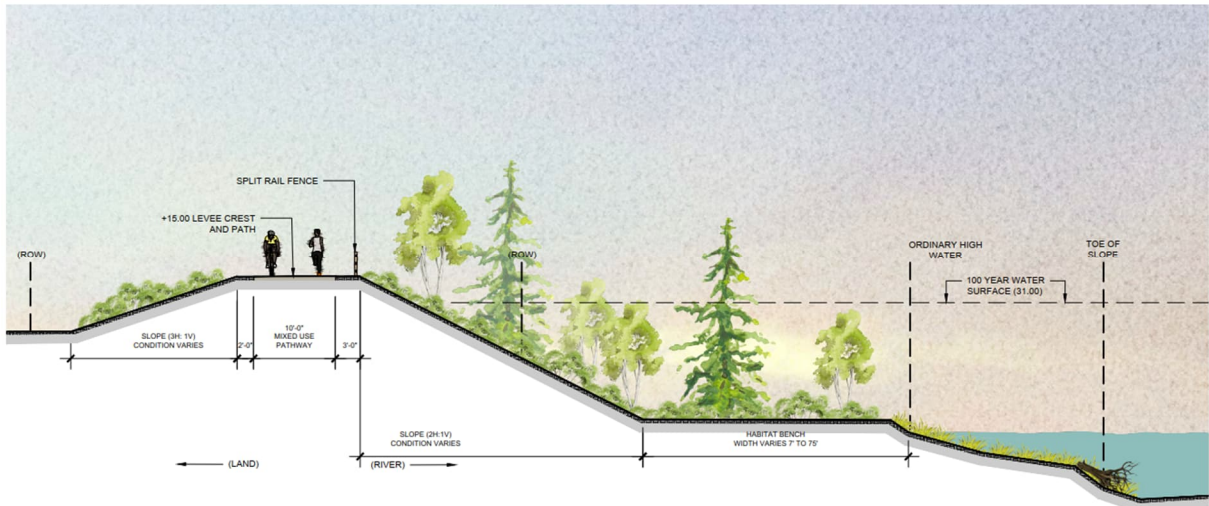 SPLIT RAIL FENCE
+15.00 LEVEE CREST
AND PATH
(ROW)
(ROW)
ORDINARY HIGH
WATER
TOE OF
SLOPE
100 YEAR WATER
SURFACE (31.00)
SLOPE (3H: 1V)
CONDITION VARIES
2'-0"
10'-0"
MIXED USE
PATHWAY
3'-0"
SLOPE (2H:1V)
CONDITION VARIES
HABITAT BENCH
WIDTH VARIES 7' TO 75'
(LAND)
(RIVER)